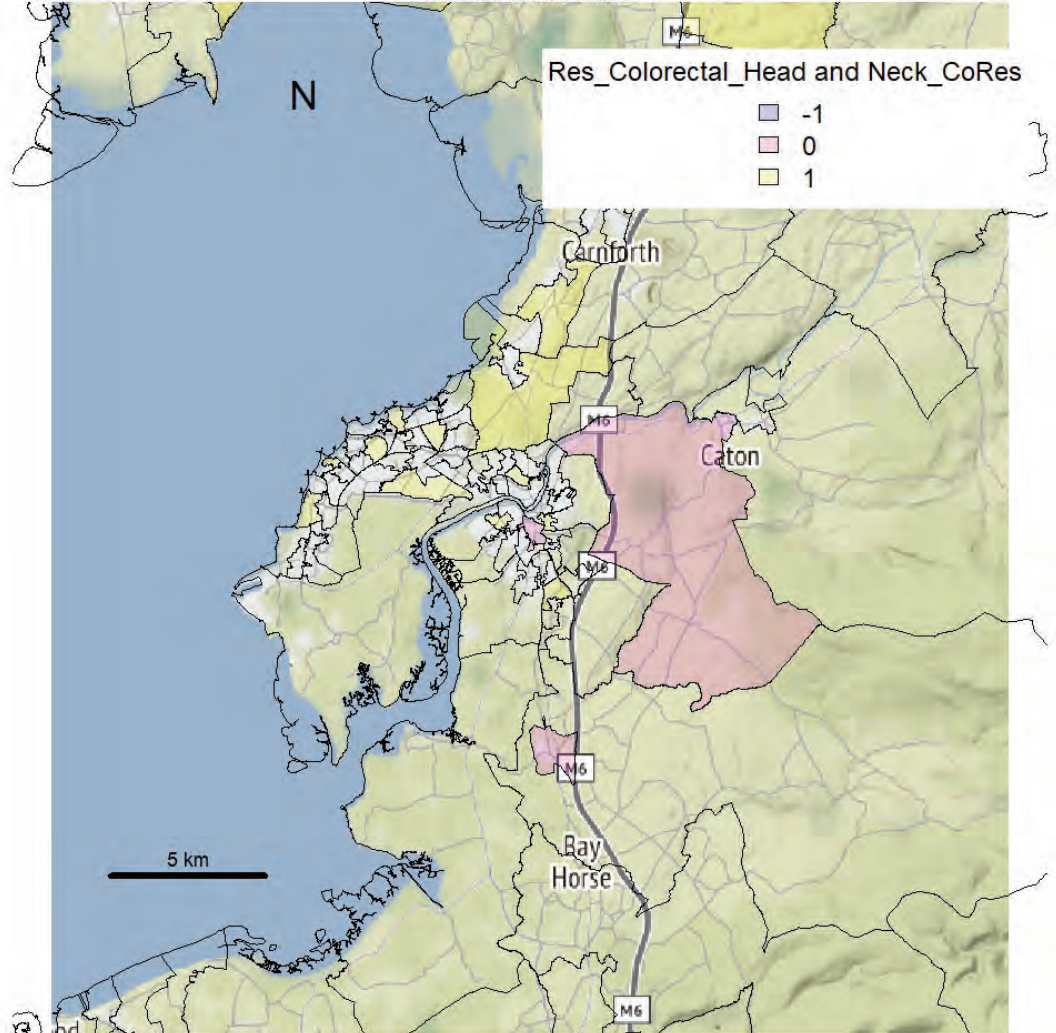 M6
N
Res_Colorectal_Head and Neck_CoRes
-1
0
1
Carnforth
M6
Caton
M6
M6
Bay
Horse
5 km
M6